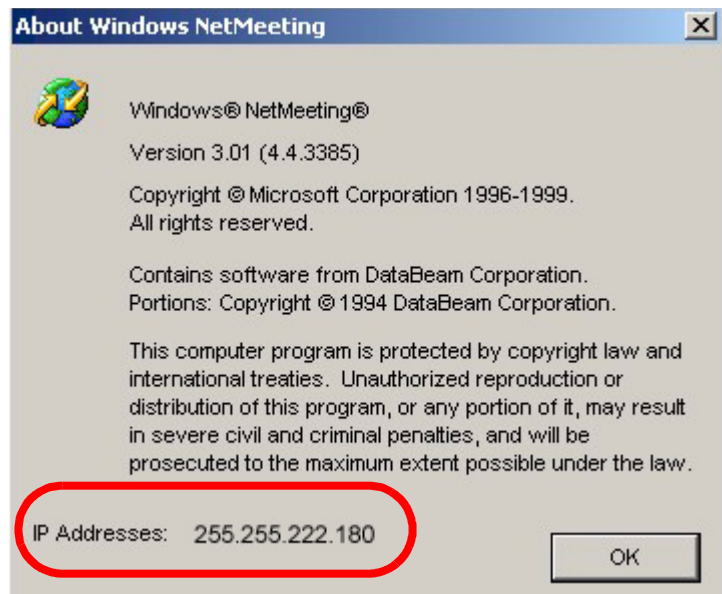 About Windows NetMeeting
Windows® NetMeeting®
Version 3.01 (4.4.3385)
Copyright © Microsoft Corporation 1996-1999.
All rights reserved.
Contains software from DataBeam Corporation.
Portions: Copyright © 1994 DataBeam Corporation.
This computer program is protected by copyright law and
international treaties.  Unauthorized reproduction or
distribution of this program, or any portion of it, may result
in severe civil and criminal penalties, and will be
prosecuted to the maximum extent possible under the law.
IP Addresses: 255.255.222.180
OK